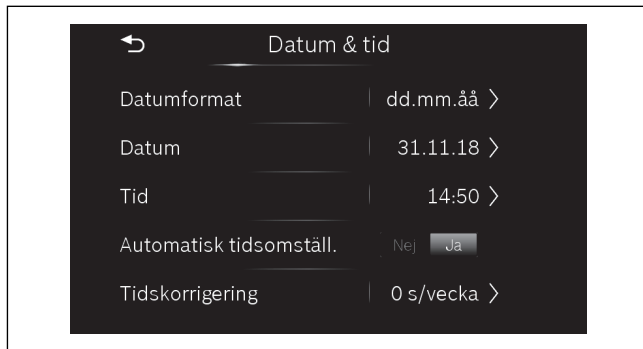 Datum & tid
Datumformat dd.mm.åå
Datum 31.11.18
Tid 14:50
Automatisk tidsomställ. Nej Ja
Tidskorrigering 0 s/vecka